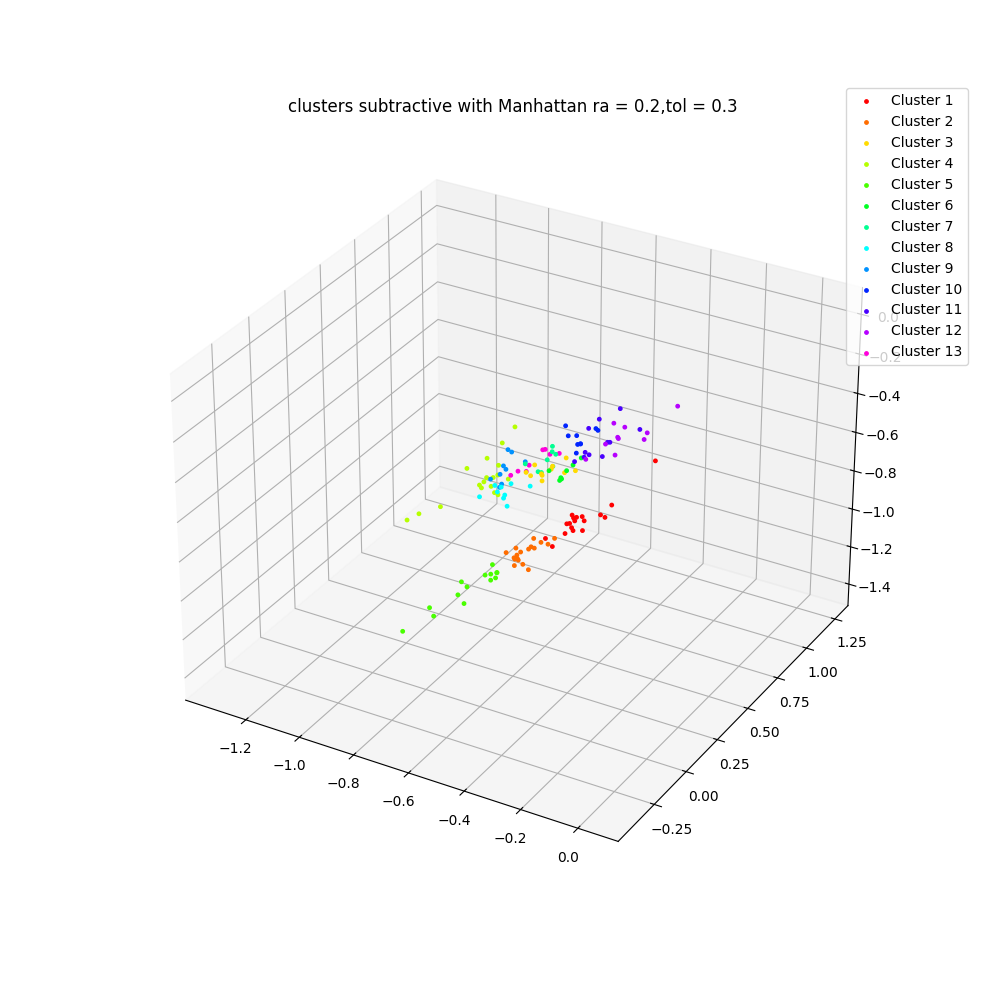 clusters subtractive with Manhattan ra = 0.2,tol = 0.3
Cluster 1
Cluster 2
Cluster 3
Cluster 4
Cluster 5
Cluster 6
Cluster 7
Cluster 8
Cluster 9
Cluster 10
Cluster 11
Cluster 12
Cluster 13
0.0
−0.2
−0.4
−0.6
−0.8
−1.0
−1.2
−1.4
1.25
1.00
0.75
0.50
0.25
0.00
−0.25
−1.2
−1.0
−0.8
−0.6
−0.4
−0.2
0.0